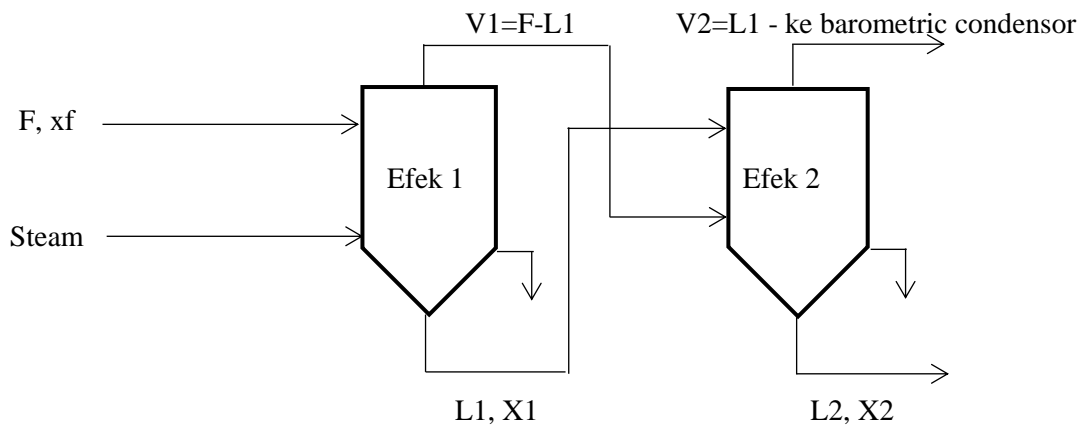 V1=F-L1
V2=L1 - ke barometric condensor
F, xf
Efek 1
Efek 2
Steam
L1, X1
L2, X2